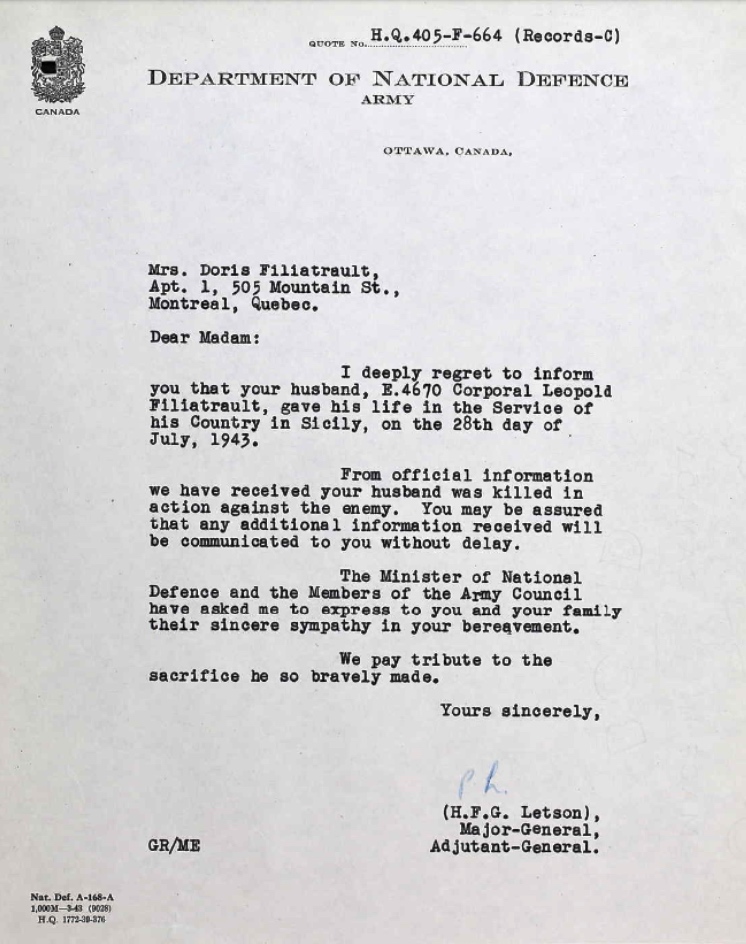 QUOTE NO. H.Q.405-F-664 (Records-C)
DEPARTMENT OF NATIONAL DEFENCE
ARMY
CANADA
OTTAWA, CANADA,
Mrs. Doris Filiatrault,
Apt. 1, 505 Mountain St.,
Montreal, Quebec.
Dear Madam:
I deeply regret to inform
you that your husband, E.4670 Corporal Leopold
Filiatrault, gave his life in the Service of
his Country in Sicily, on the 28th day of
July, 1943.
From official information
we have received your husband was killed in
action against the enemy. You may be assured
that any additional information received will
be communicated to you without delay.
The Minister of National
Defence and the Members of the Army Council
have asked me to express to you and your family
their sincere sympathy in your bereavement.
We pay tribute to the
sacrifice he so bravely made.
Yours sincerely,
(H.F.G. Letson),
Major-General,
GR/ME Adjutant-General.
Nat. Def. A-168-A
1,000M—3-43 (9028)
H.Q. 1772-39-376